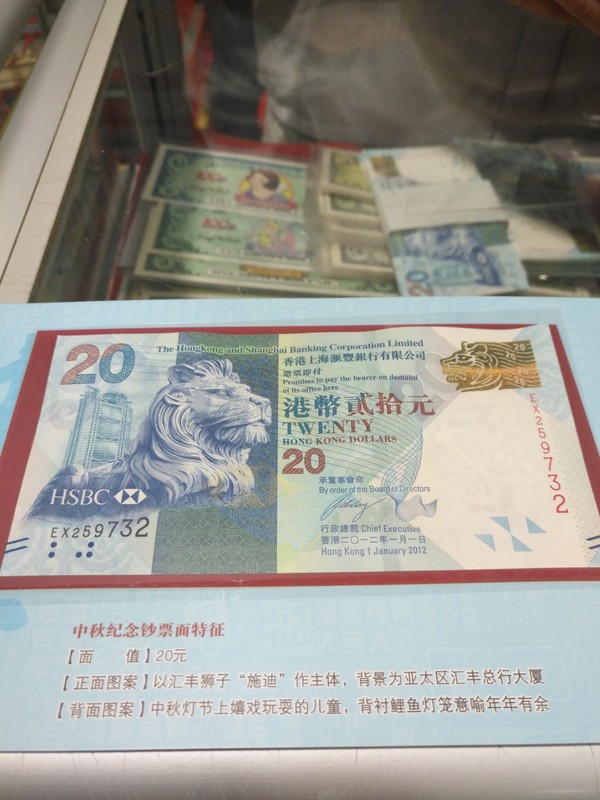 20
The Hongkong and Shanghai Banking Corporation Limited
香港上海滙豐銀行有限公司
憑票即付
Promises to pay the bearer on demand
at its office here
港幣貳拾元
TWENTY
HONG KONG DOLLARS
20
承董事會命
By order of the Board of Directors
行政總裁 Chief Executive
香港二〇一二年一月一日
Hong Kong 1 January 2012
HSBC
EX259732
EX259732
中秋纪念钞票面特征
【面 值】20元
【正面图案】以汇丰狮子“施迪”作主体，背景为亚太区汇丰总行大厦
【背面图案】中秋灯节上嬉戏玩耍的儿童，背衬鲤鱼灯笼意喻年年有余